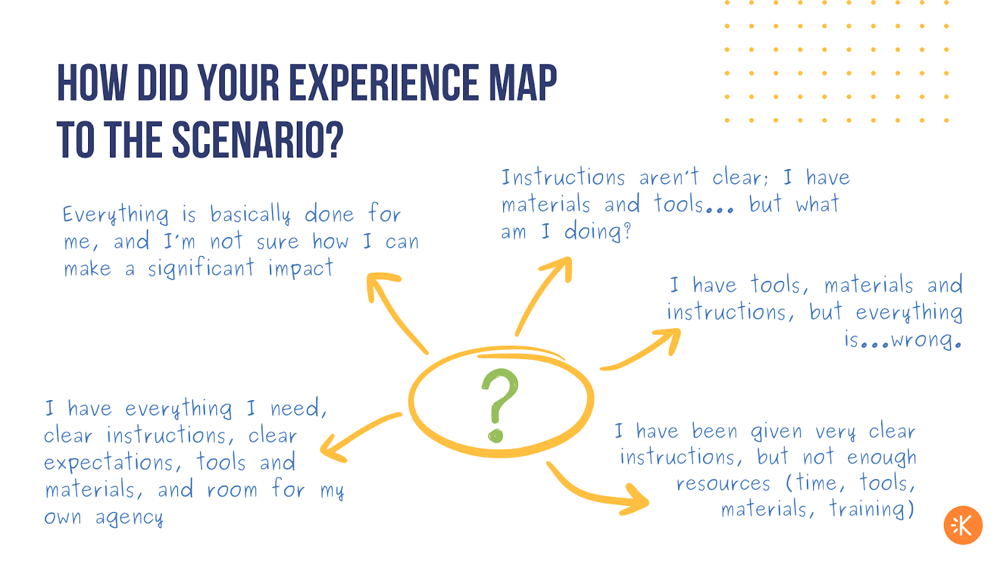 HOW DID YOUR EXPERIENCE MAP
TO THE SCENARIO?
Everything is basically done for
me, and I'm not sure how I can
make a significant impact
Instructions aren't clear; I have
materials and tools... but what
am I doing?
I have tools, materials and
instructions, but everything
is...wrong.
?
I have everything I need,
clear instructions, clear
expectations, tools and
materials, and room for my
own agency
I have been given very clear
instructions, but not enough
resources (time, tools,
materials, training)
K